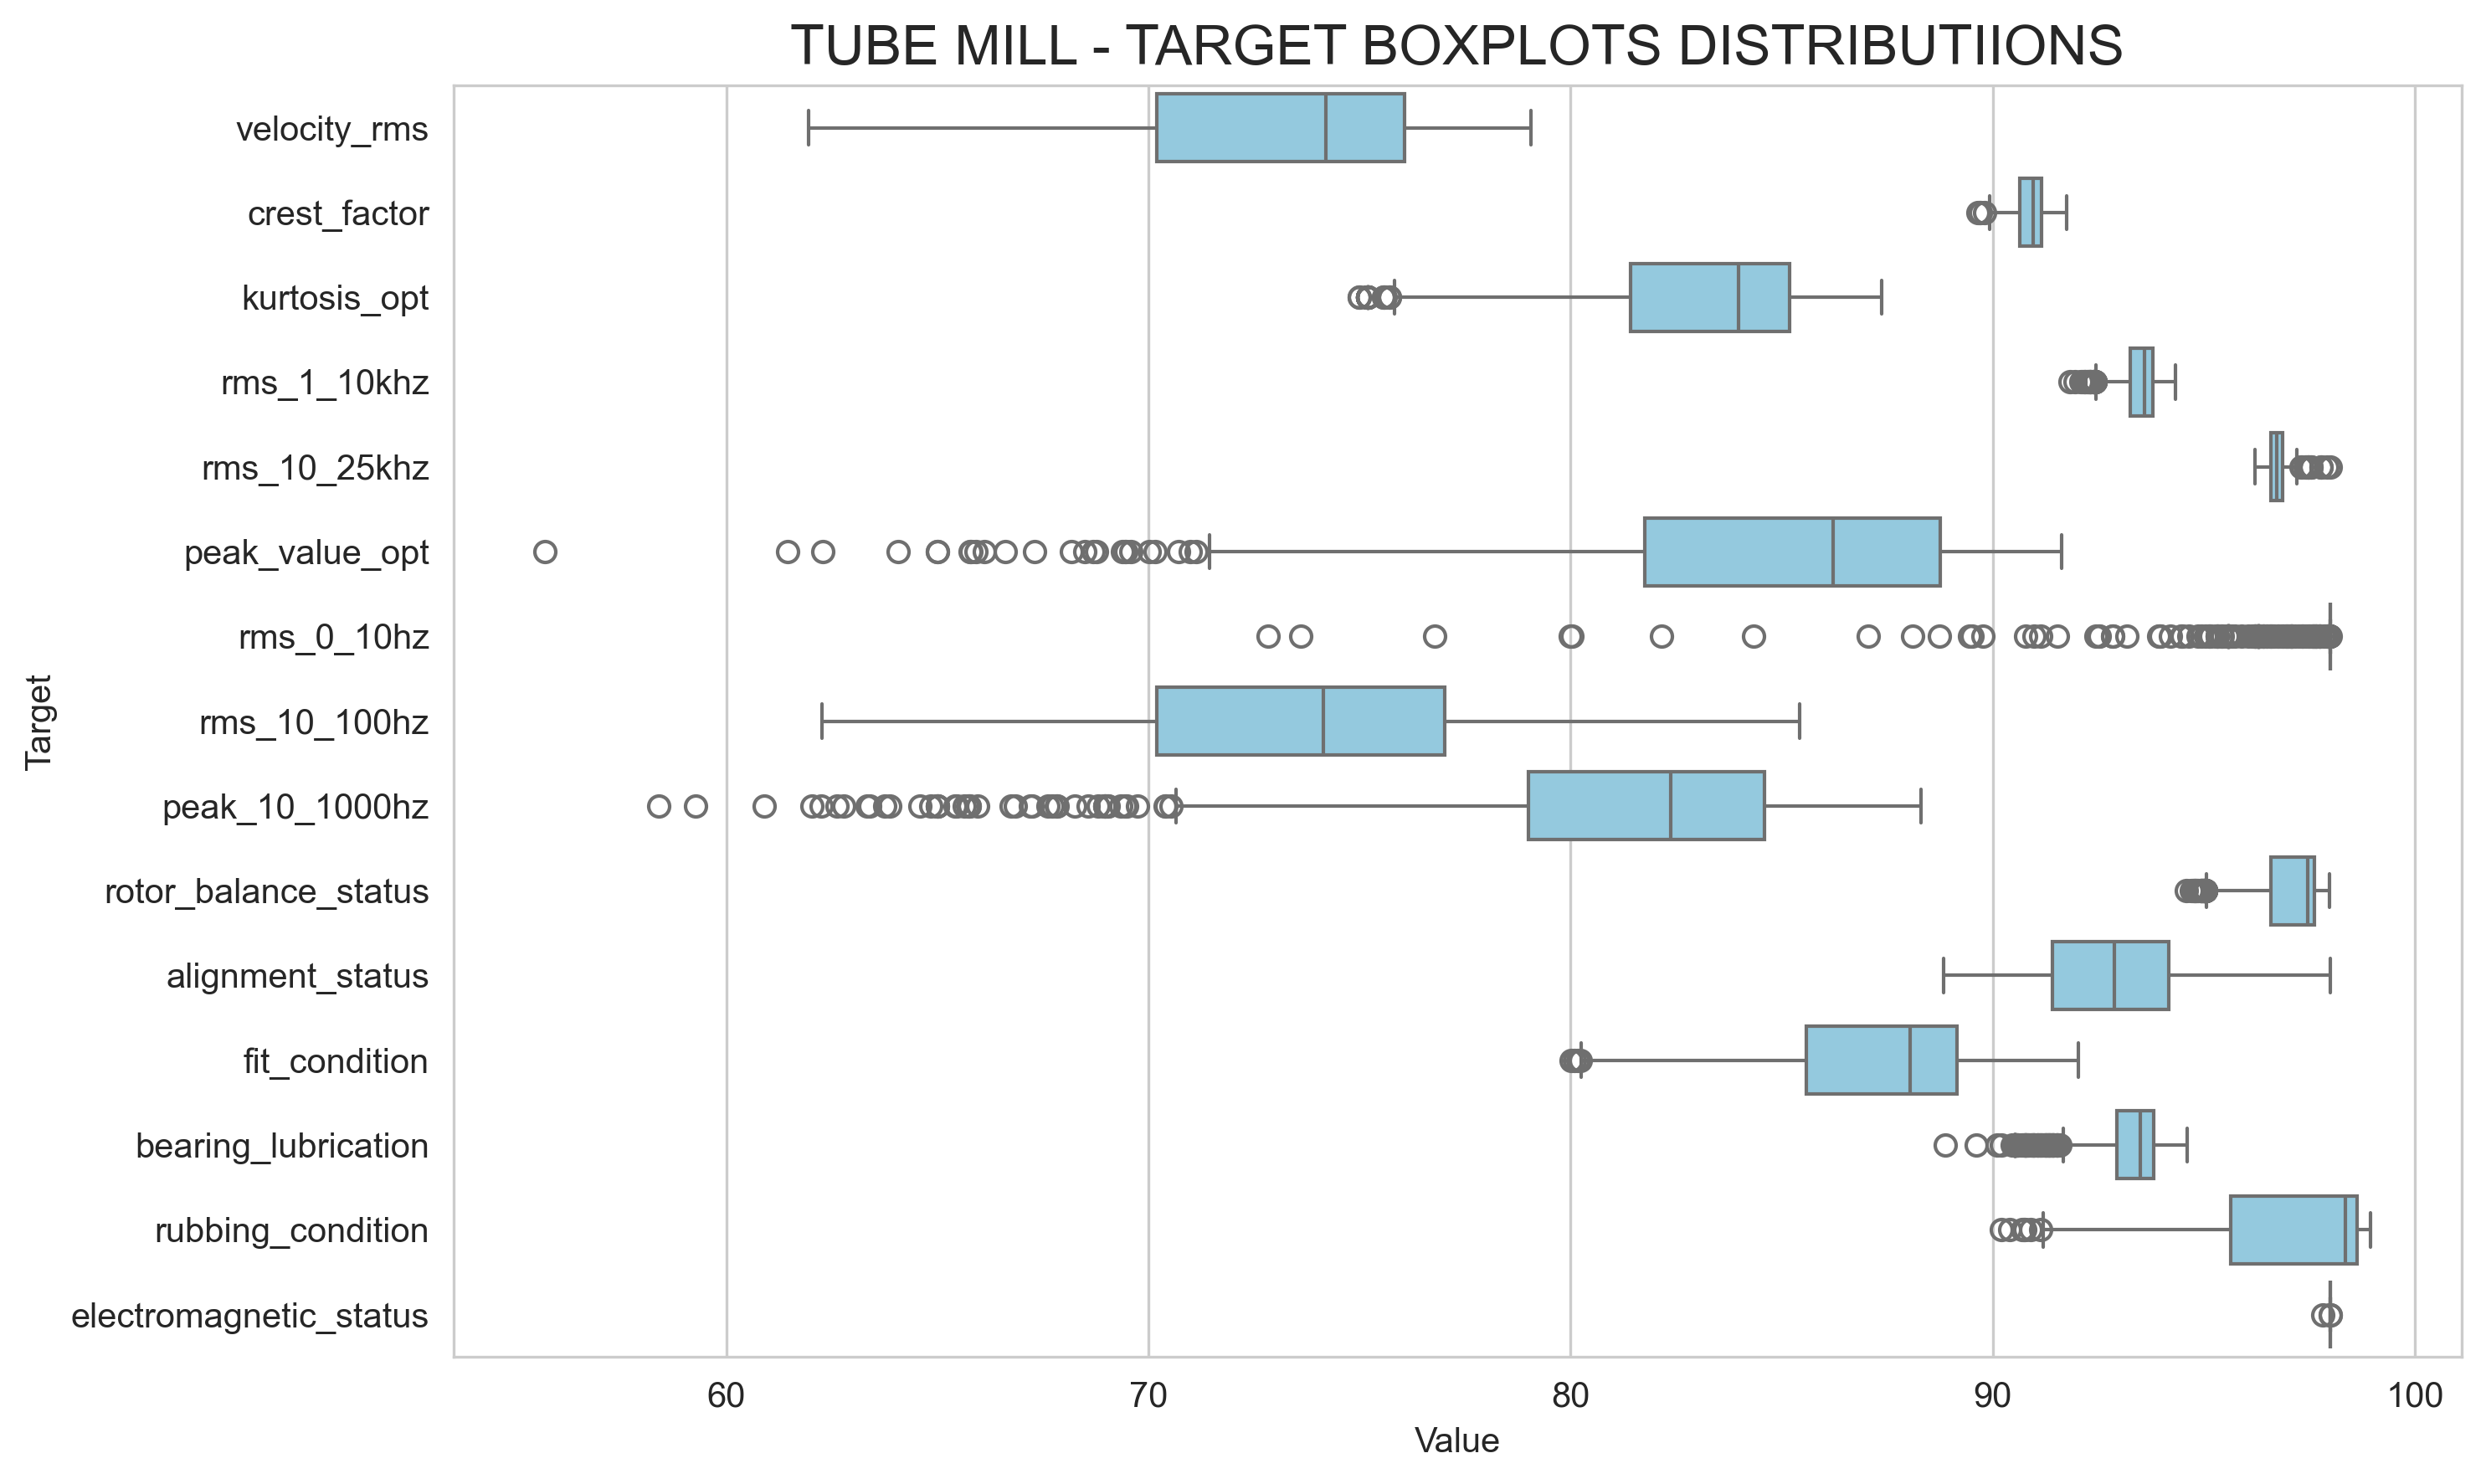 TUBE MILL - TARGET BOXPLOTS DISTRIBUTIIONS
velocity_rms
crest_factor
kurtosis_opt
rms_1_10khz
rms_10_25khz
peak_value_opt
rms_0_10hz
rms_10_100hz
peak_10_1000hz
rotor_balance_status
alignment_status
fit_condition
bearing_lubrication
rubbing_condition
electromagnetic_status
Target
60 70 80 90 100
Value